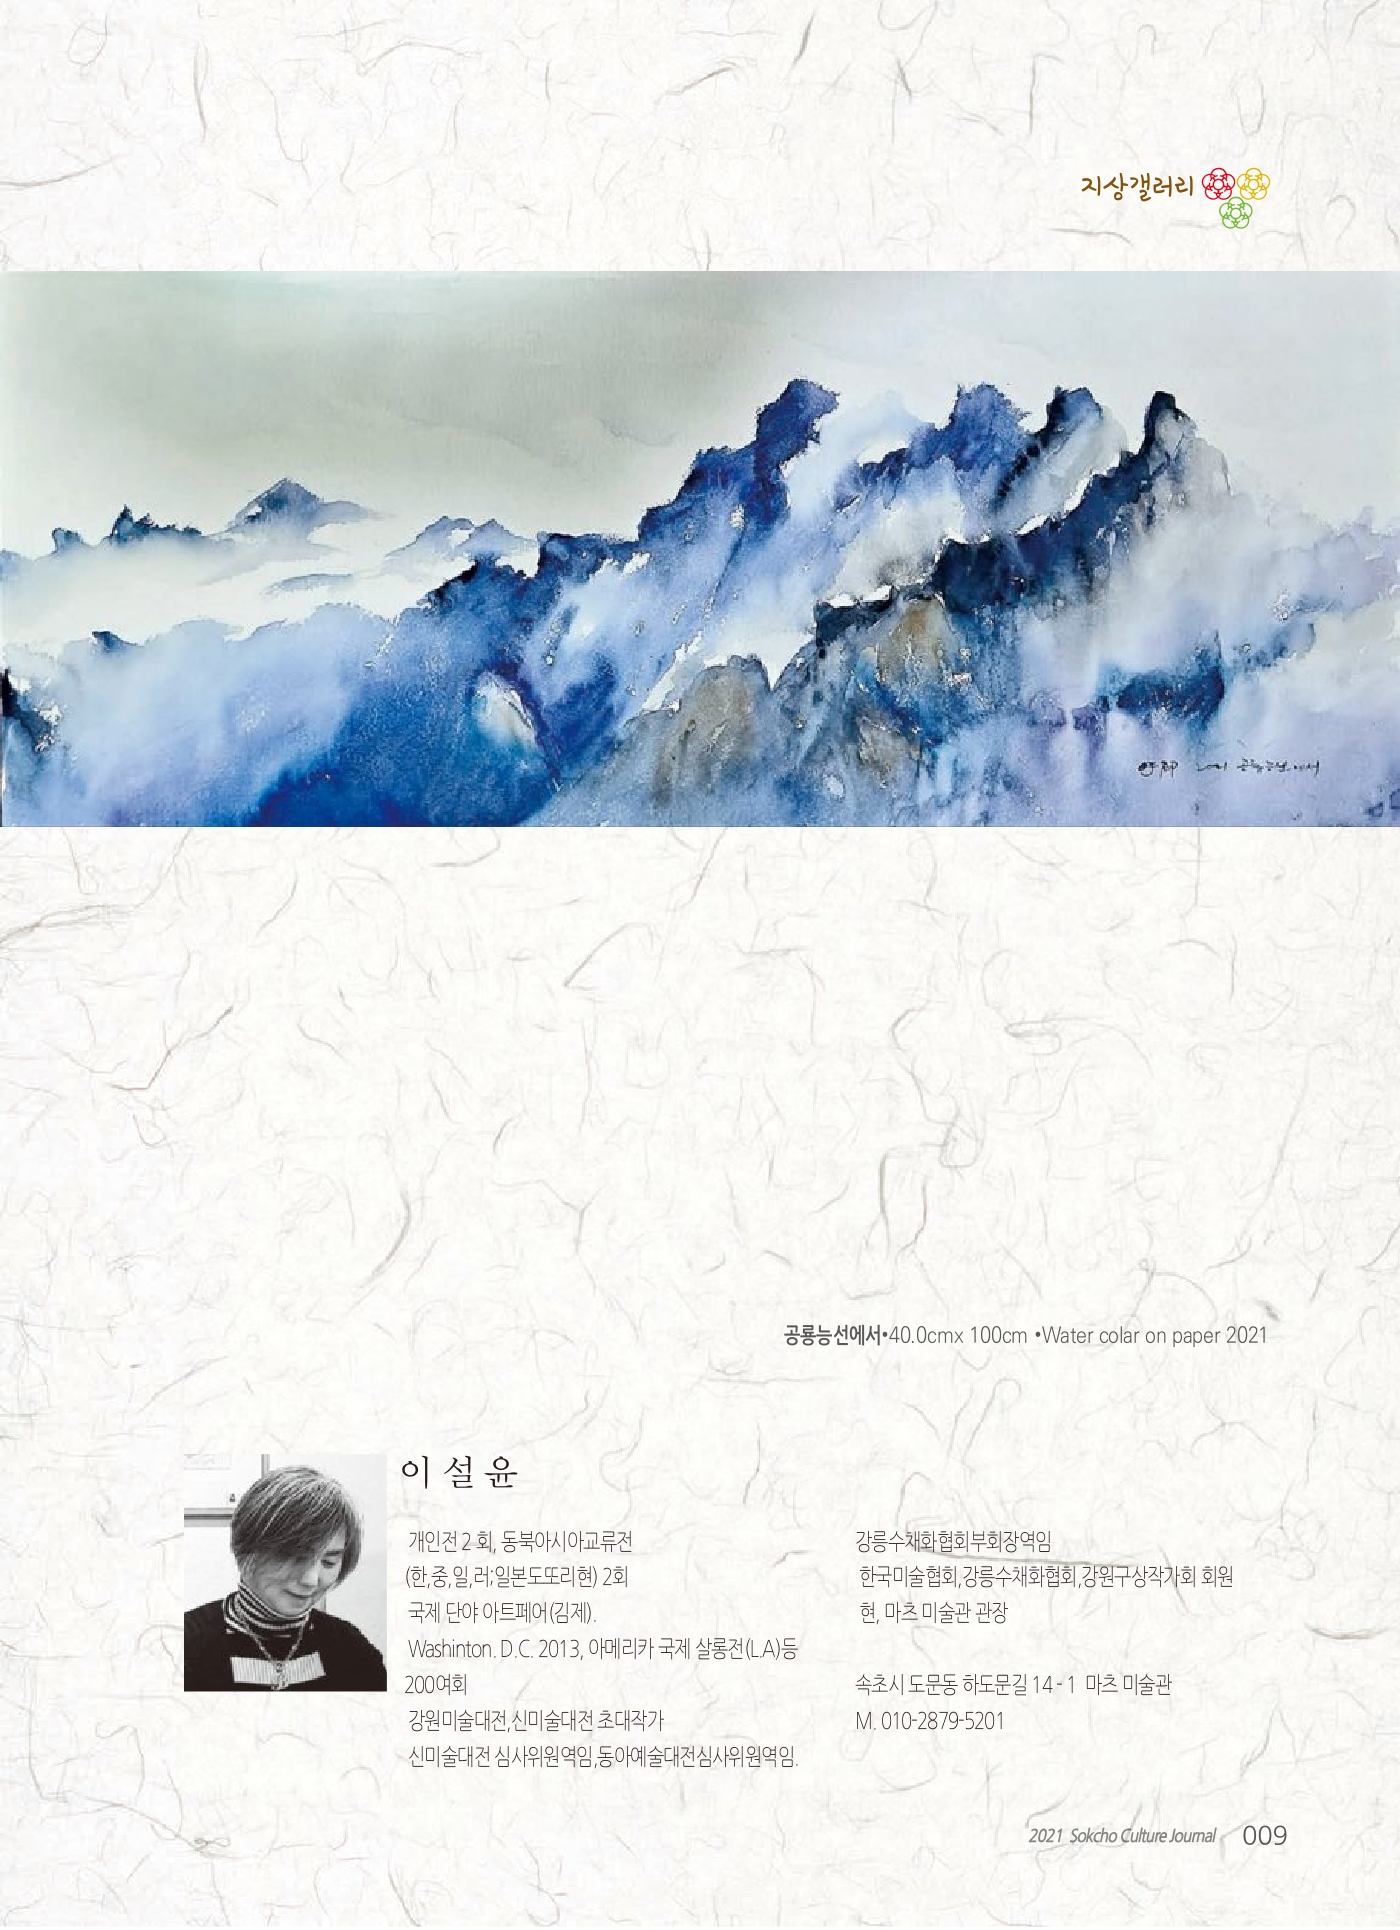 지상갤러리
공룡능선에서
공룡능선에서•40.0cmx 100cm •Water colar on paper 2021
이 설 윤
개인전 2 회, 동북아시아교류전
(한,중,일,러;일본도또리현) 2회
국제 단야 아트페어(김제).
Washinton. D.C. 2013, 아메리카 국제 살롱전(L.A)등
200여회
강원미술대전,신미술대전 초대작가
신미술대전 심사위원역임,동아예술대전심사위원역임.
강릉수채화협회부회장역임
한국미술협회,강릉수채화협회,강원구상작가회 회원
현, 마츠 미술관 관장
속초시 도문동 하도문길 14 - 1 마츠 미술관
M. 010-2879-5201
2021 Sokcho Culture Journal 009